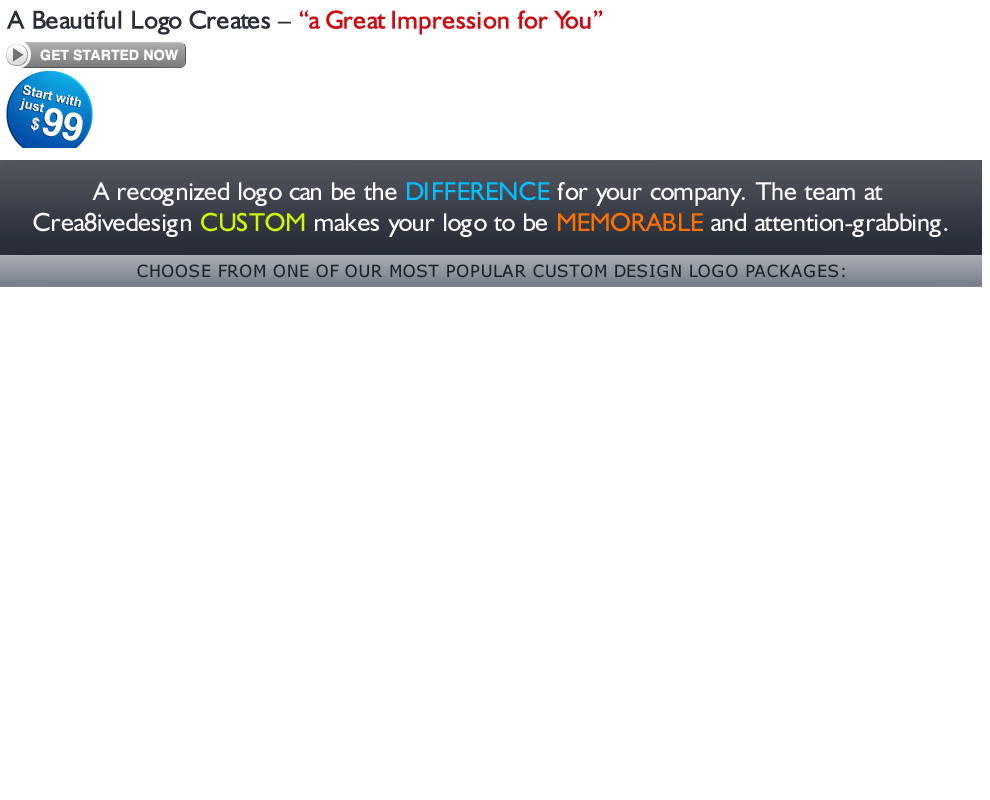 A Beautiful Logo Creates – “a Great Impression for You”
GET STARTED NOW
Start with
just
$99
A recognized logo can be the DIFFERENCE for your company. The team at
Crea8ivedesign CUSTOM makes your logo to be MEMORABLE and attention-grabbing.
CHOOSE FROM ONE OF OUR MOST POPULAR CUSTOM DESIGN LOGO PACKAGES: